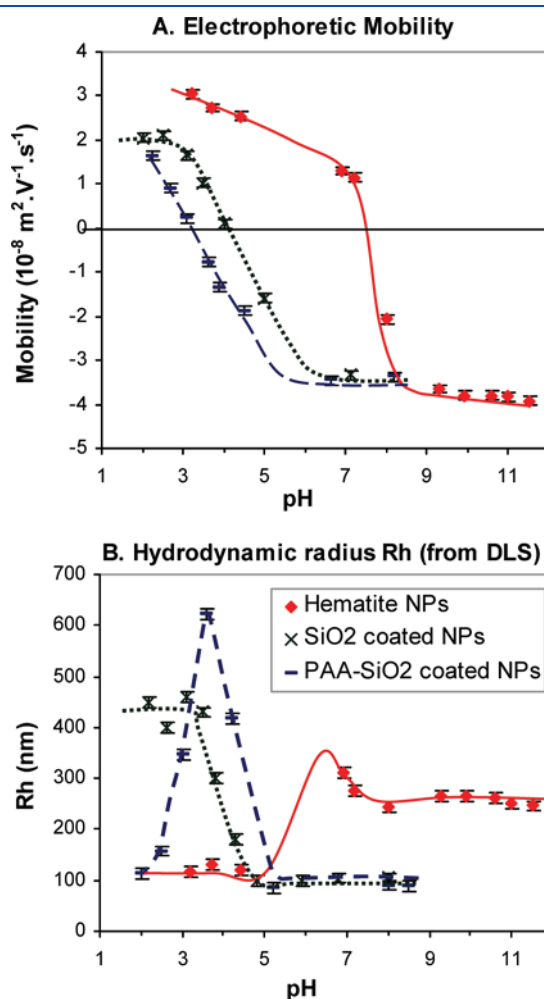 A. Electrophoretic Mobility
4
3
2
1
0
-1
-2
-3
-4
-5
Mobility (10⁻⁸ m².V⁻¹.s⁻¹)
1 3 5 7 9 11
pH
B. Hydrodynamic radius Rh (from DLS)
700
600
500
400
300
200
100
0
Rh (nm)
Hematite NPs
SiO2 coated NPs
PAA-SiO2 coated NPs
1 3 5 7 9 11
pH